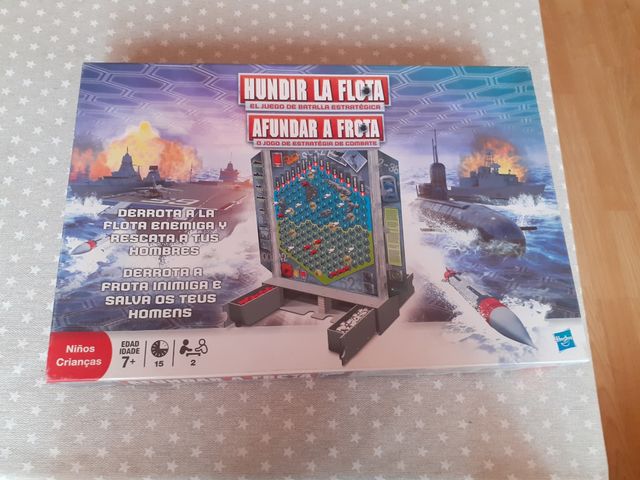 HUNDIR LA FLOTA
EL JUEGO DE BATALLA ESTRATÉGICA
AFUNDAR A FROTA
O JOGO DE ESTRATÉGIA DE COMBATE
DERROTA A LA
FLOTA ENEMIGA Y
RESCATA A TUS
HOMBRES
DERROTA A
FROTA INIMIGA E
SALVA OS TEUS
HOMENS
Niños
Crianças
EDAD
IDADE
7+
15
2
Hasbro